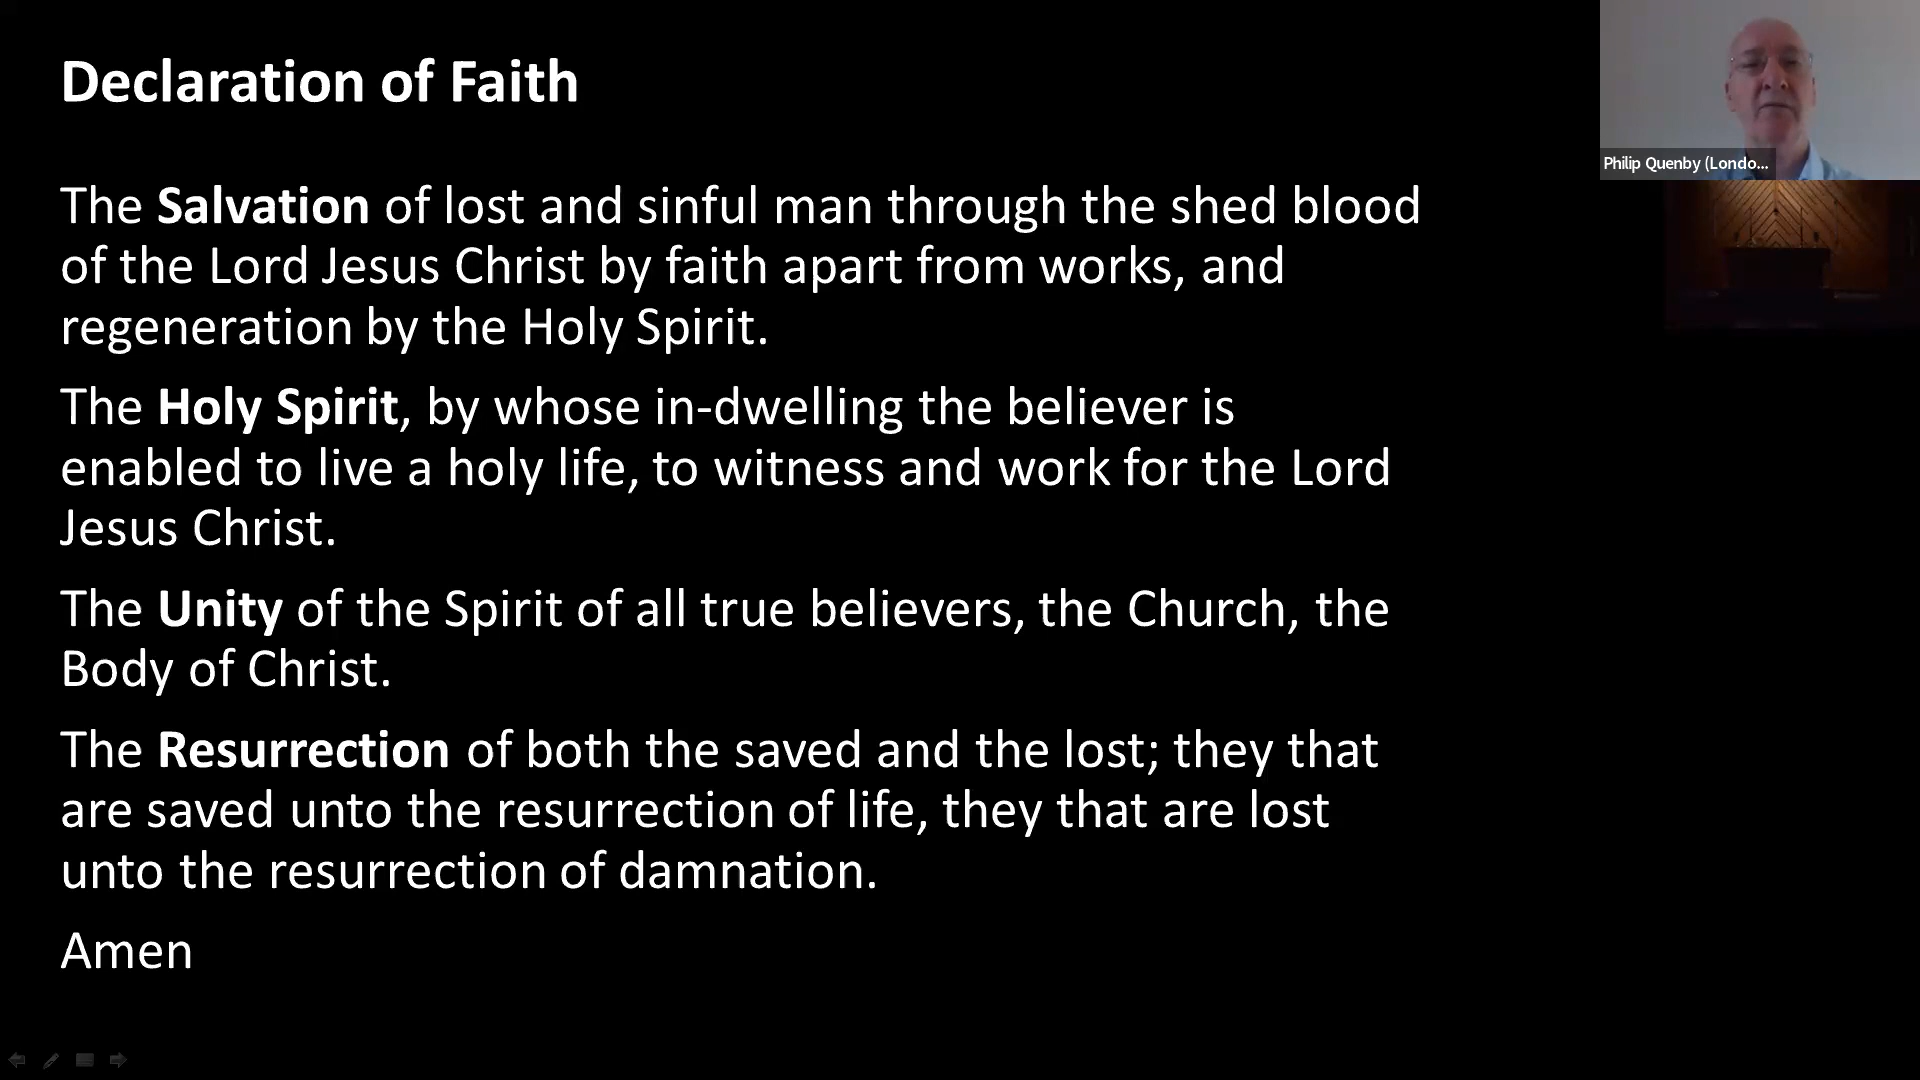 Declaration of Faith
The Salvation of lost and sinful man through the shed blood
of the Lord Jesus Christ by faith apart from works, and
regeneration by the Holy Spirit.
The Holy Spirit, by whose in-dwelling the believer is
enabled to live a holy life, to witness and work for the Lord
Jesus Christ.
The Unity of the Spirit of all true believers, the Church, the
Body of Christ.
The Resurrection of both the saved and the lost; they that
are saved unto the resurrection of life, they that are lost
unto the resurrection of damnation.
Amen
Philip Quenby (Londo...